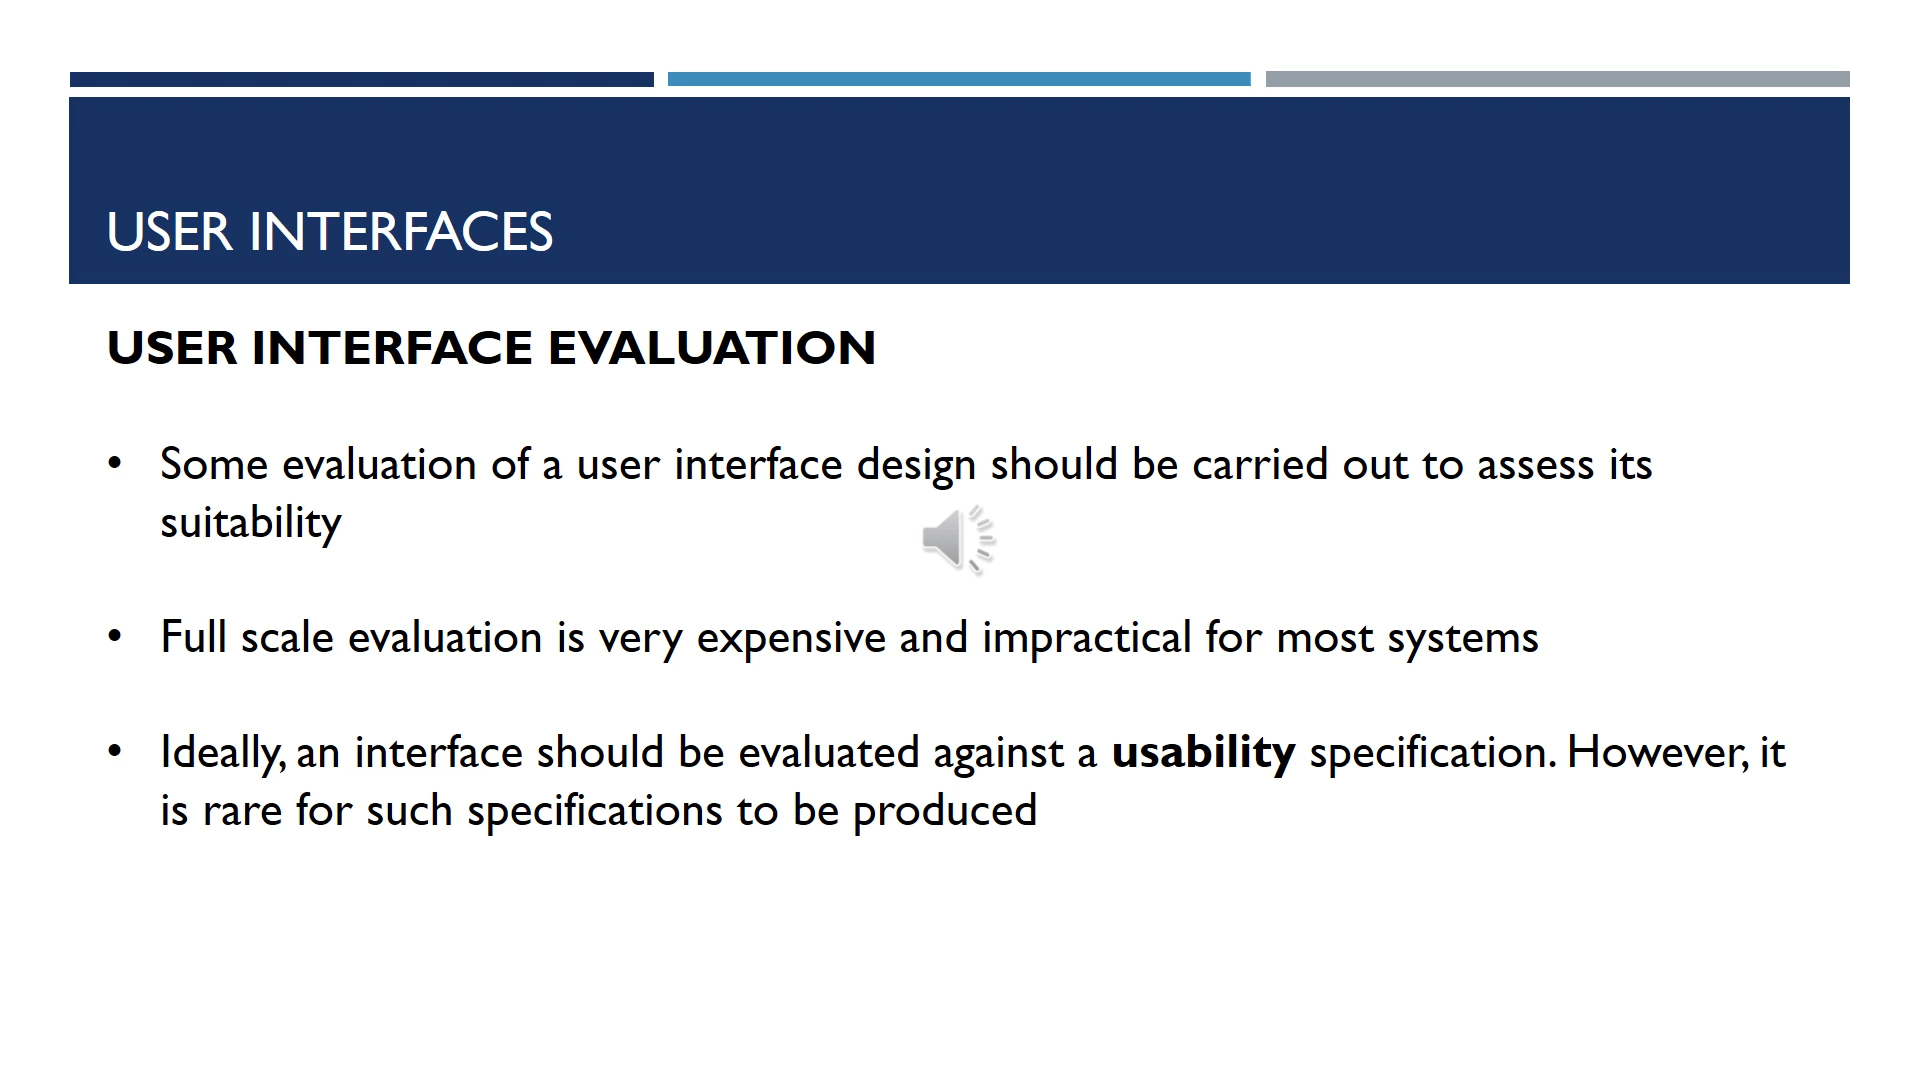 USER INTERFACES
USER INTERFACE EVALUATION
• Some evaluation of a user interface design should be carried out to assess its
suitability
• Full scale evaluation is very expensive and impractical for most systems
• Ideally, an interface should be evaluated against a usability specification. However, it
is rare for such specifications to be produced